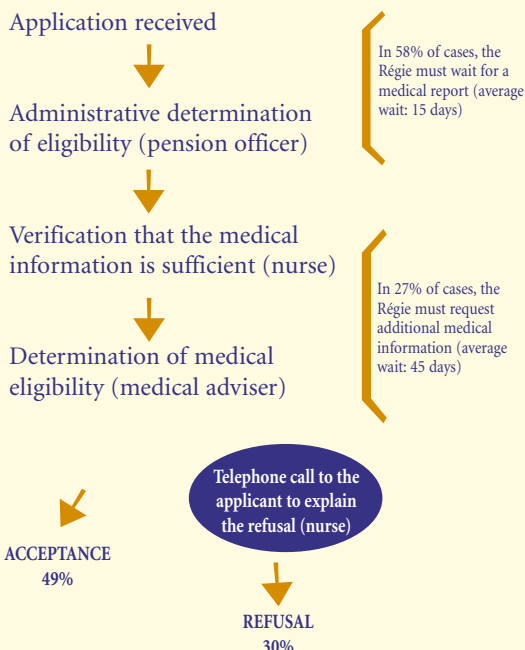 Application received
In 58% of cases, the
Régie must wait for a
medical report (average
wait: 15 days)
Administrative determination
of eligibility (pension officer)
Verification that the medical
information is sufficient (nurse)
In 27% of cases, the
Régie must request
additional medical
information (average
wait: 45 days)
Determination of medical
eligibility (medical adviser)
Telephone call to the
applicant to explain
the refusal (nurse)
ACCEPTANCE
49%
REFUSAL
30%